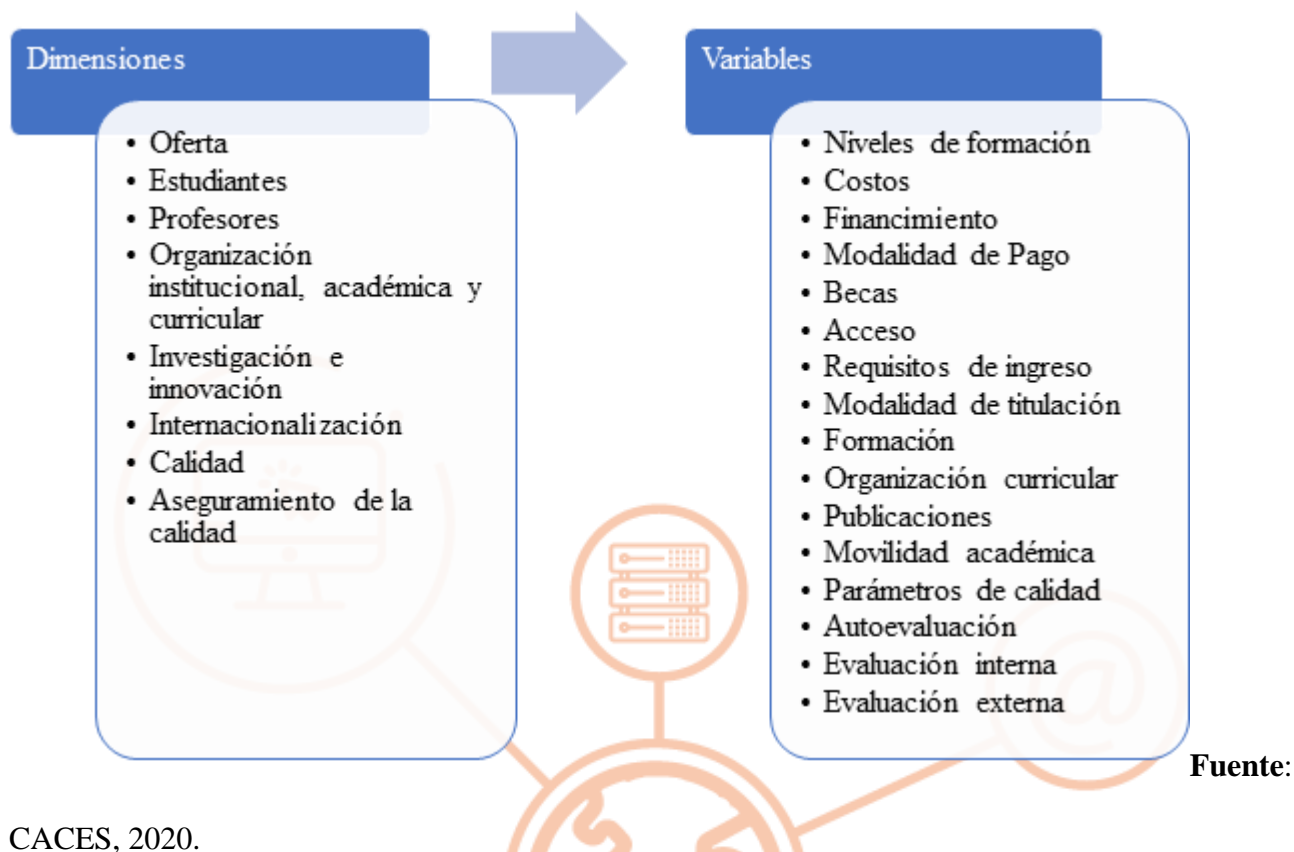 Dimensiones
• Oferta
• Estudiantes
• Profesores
• Organización
institucional, académica y
curricular
• Investigación e
innovación
• Internacionalización
• Calidad
• Aseguramiento de la
calidad
Variables
• Niveles de formación
• Costos
• Financimiento
• Modalidad de Pago
• Becas
• Acceso
• Requisitos de ingreso
• Modalidad de titulación
• Formación
• Organización curricular
• Publicaciones
• Movilidad académica
• Parámetros de calidad
• Autoevaluación
• Evaluación interna
• Evaluación externa
Fuente:
CACES, 2020.